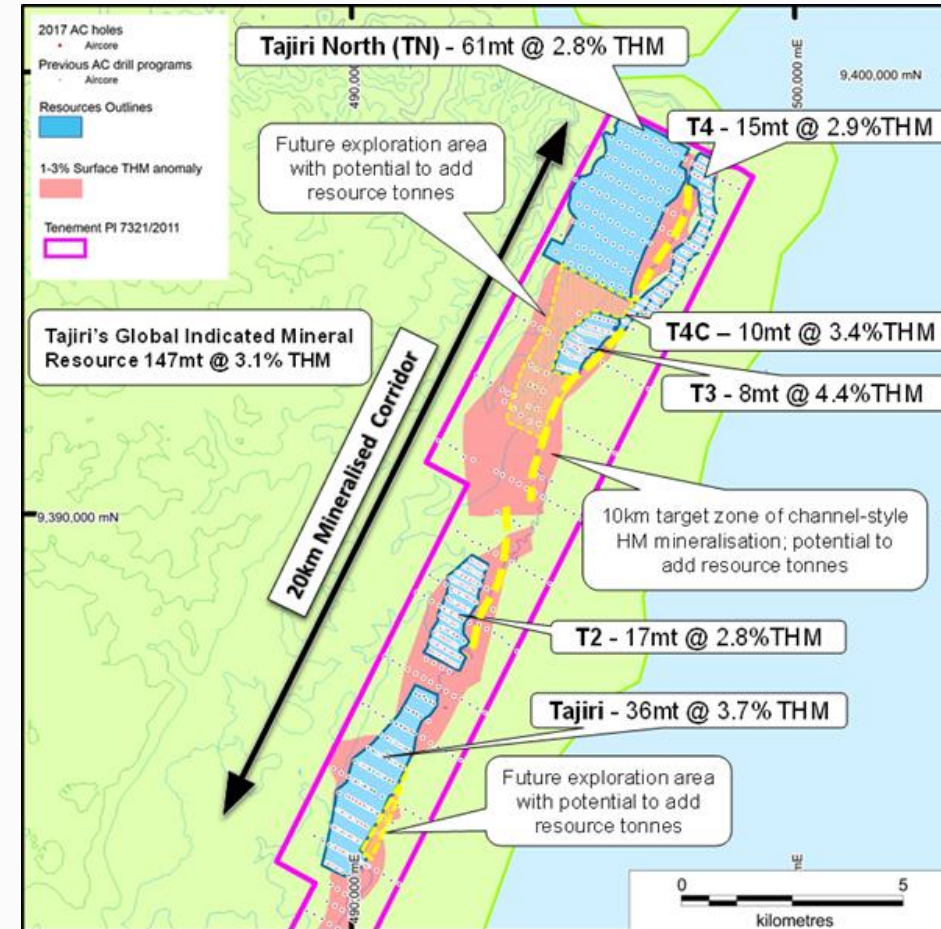 2017 AC holes
Aircore
Previous AC drill programs
Aircore
Resources Outlines
1-3% Surface THM anomaly
Tenement PI 7321/2011
Tajiri North (TN) - 61mt @ 2.8% THM
490,000
500,000 mE
9,400,000 mN
T4 - 15mt @ 2.9%THM
Future exploration area
with potential to add
resource tonnes
Tajiri's Global Indicated Mineral
Resource 147mt @ 3.1% THM
20km Mineralised Corridor
T4C – 10mt @ 3.4%THM
T3 - 8mt @ 4.4%THM
9,390,000 mN
10km target zone of channel-style
HM mineralisation; potential to
add resource tonnes
T2 - 17mt @ 2.8%THM
Tajiri - 36mt @ 3.7% THM
Future exploration area
with potential to add
resource tonnes
490,000 mE
mE
0
5
kilometres